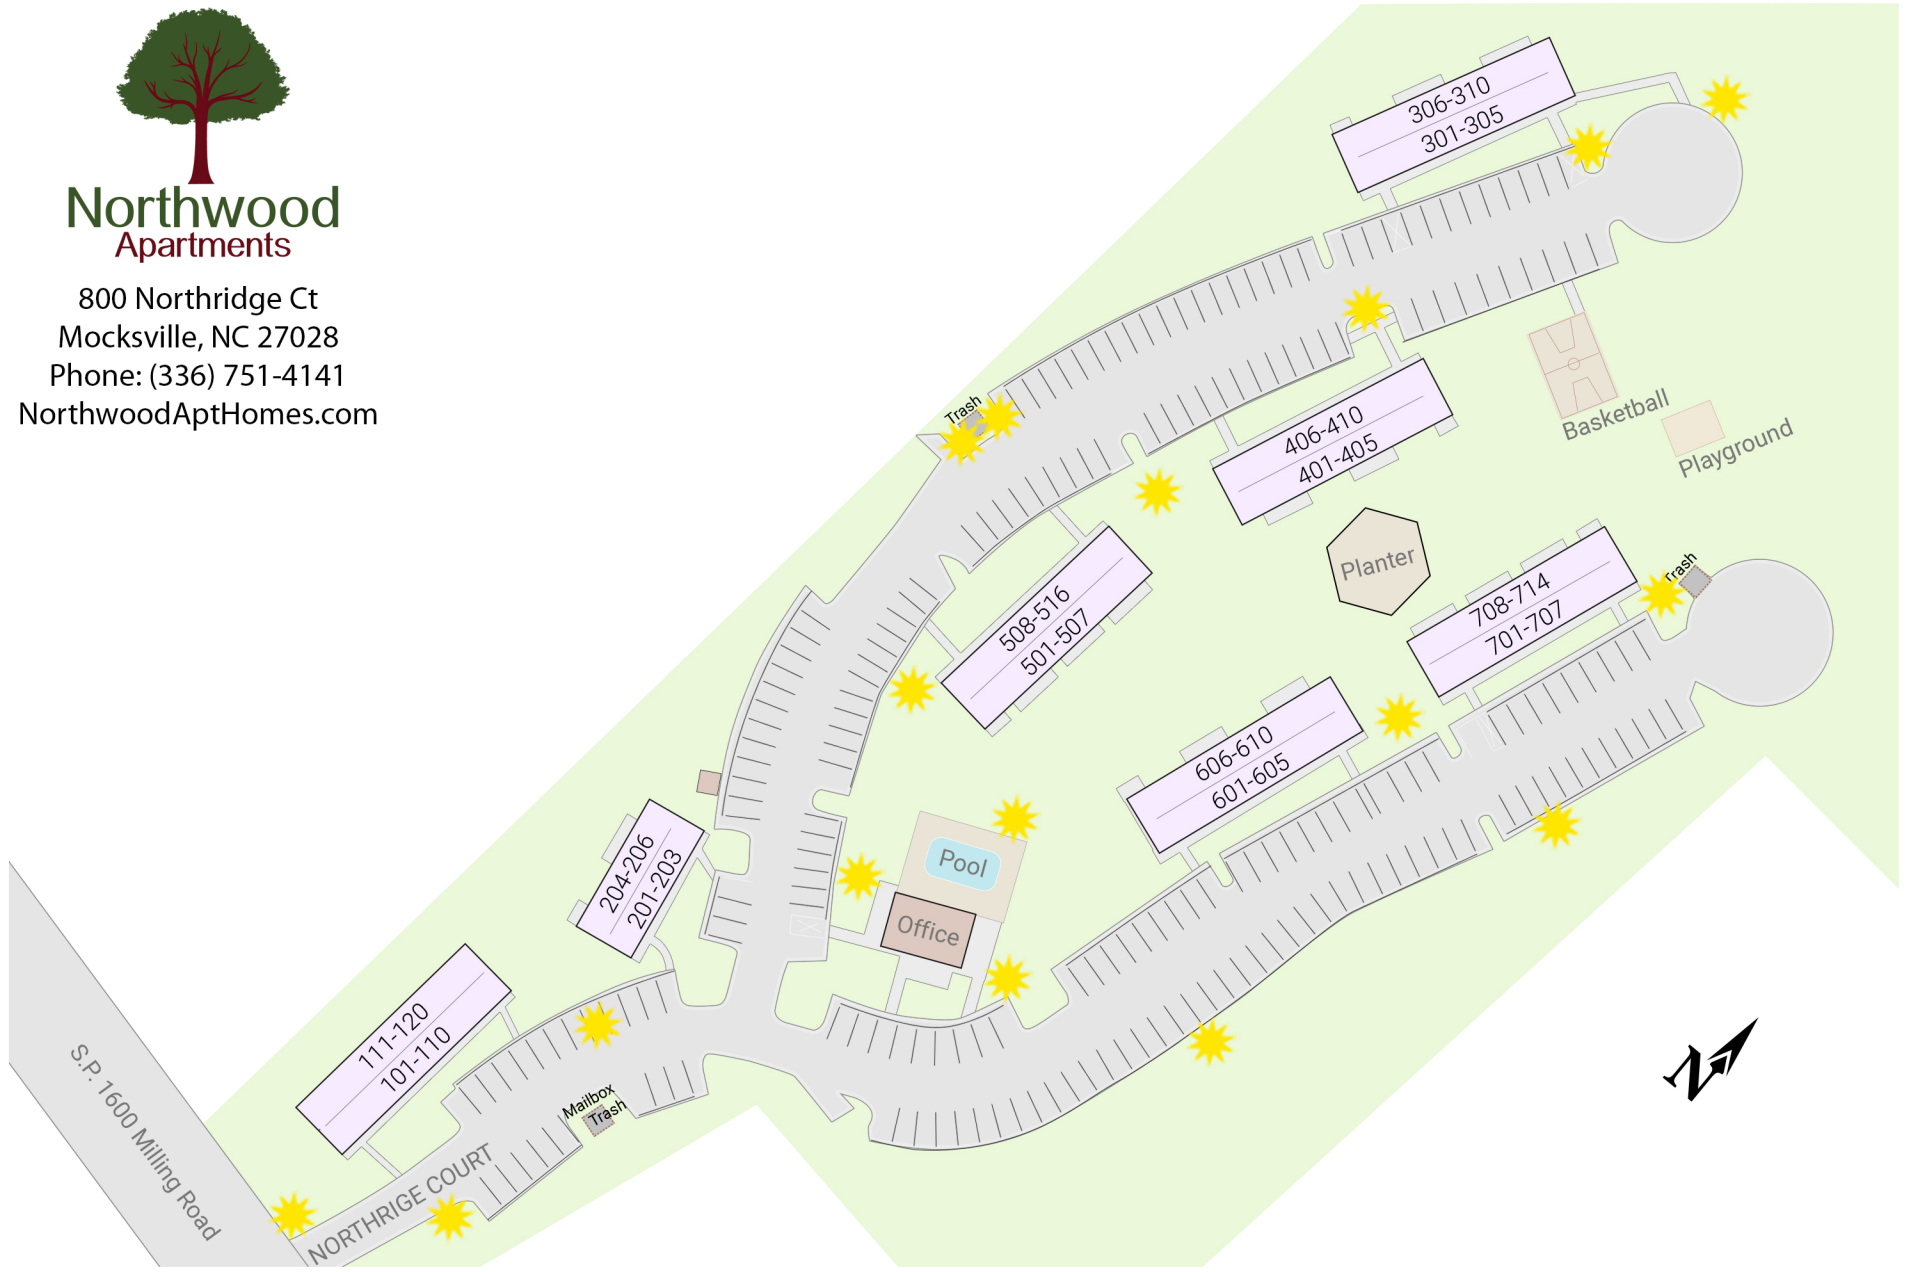 Northwood
Apartments
800 Northridge Ct
Mocksville, NC 27028
Phone: (336) 751-4141
NorthwoodAptHomes.com
306-310
301-305
Trash
406-410
401-405
Basketball
Playground
Planter
508-516
501-507
Trash
708-714
701-707
606-610
601-605
204-206
201-203
Pool
Office
111-120
101-110
Mailbox
Trash
S.P. 1600 Milling Road
NORTHRIGE COURT
N